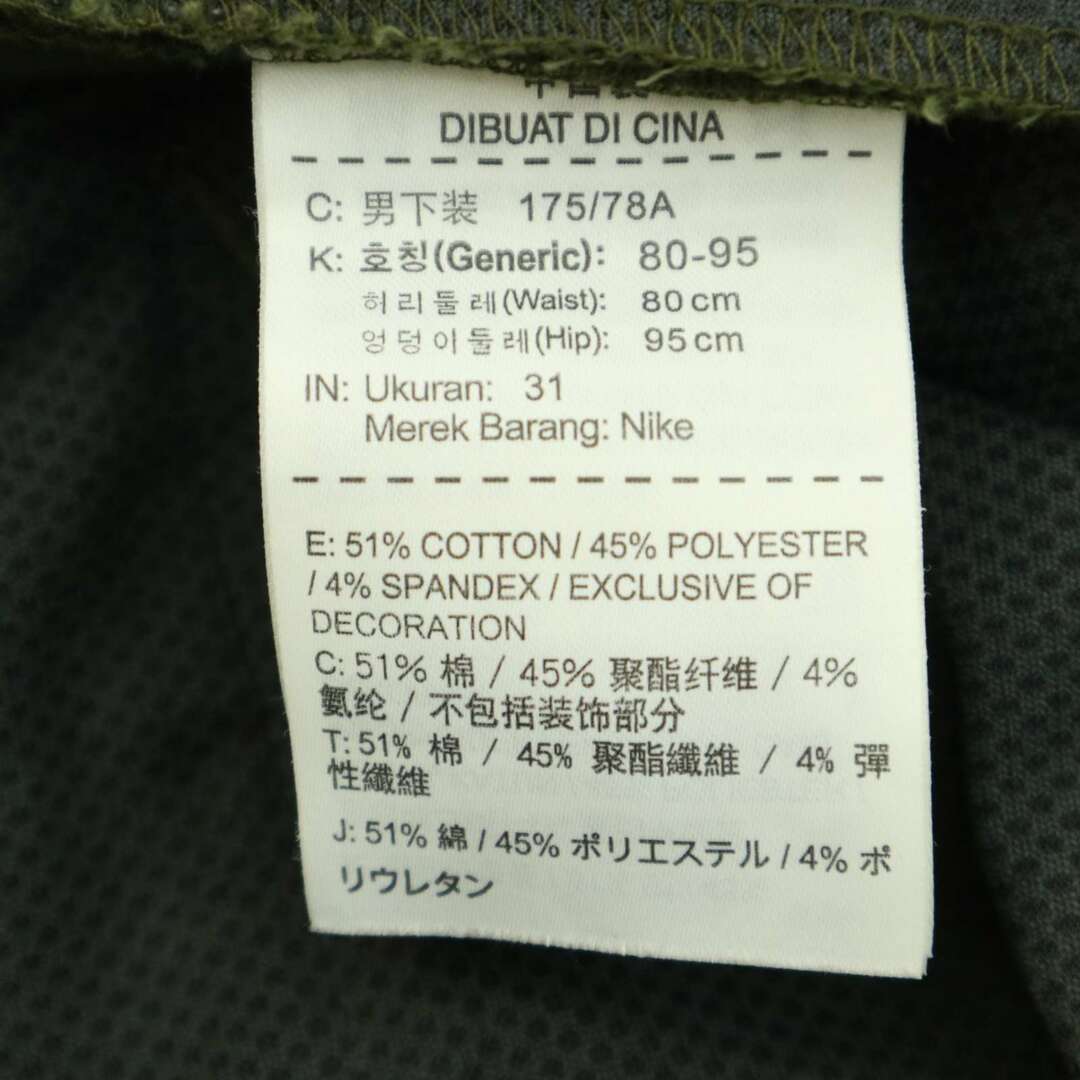 DIBUAT DI CINA
C: 男下装 175/78A
K: 호칭(Generic): 80-95
허리둘레(Waist): 80cm
엉덩이둘레(Hip): 95cm
IN: Ukuran: 31
Merek Barang: Nike
E: 51% COTTON / 45% POLYESTER
/ 4% SPANDEX / EXCLUSIVE OF
DECORATION
C: 51% 棉 / 45% 聚酯纤维 / 4%
氨纶 / 不包括装饰部分
T: 51% 棉 / 45% 聚酯纖維 / 4% 彈
性纖維
J: 51% 綿 / 45% ポリエステル / 4% ポ
リウレタン